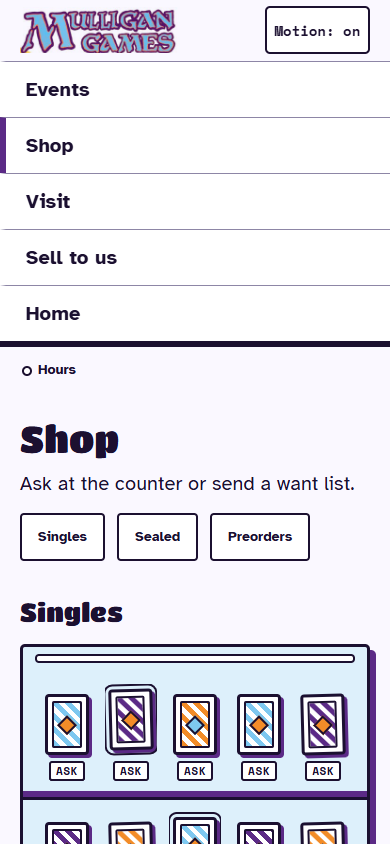 Mulligan
Games
Motion: on
Events
Shop
Visit
Sell to us
Home
Hours
Shop
Ask at the counter or send a want list.
Singles Sealed Preorders
Singles
ASK ASK ASK ASK ASK